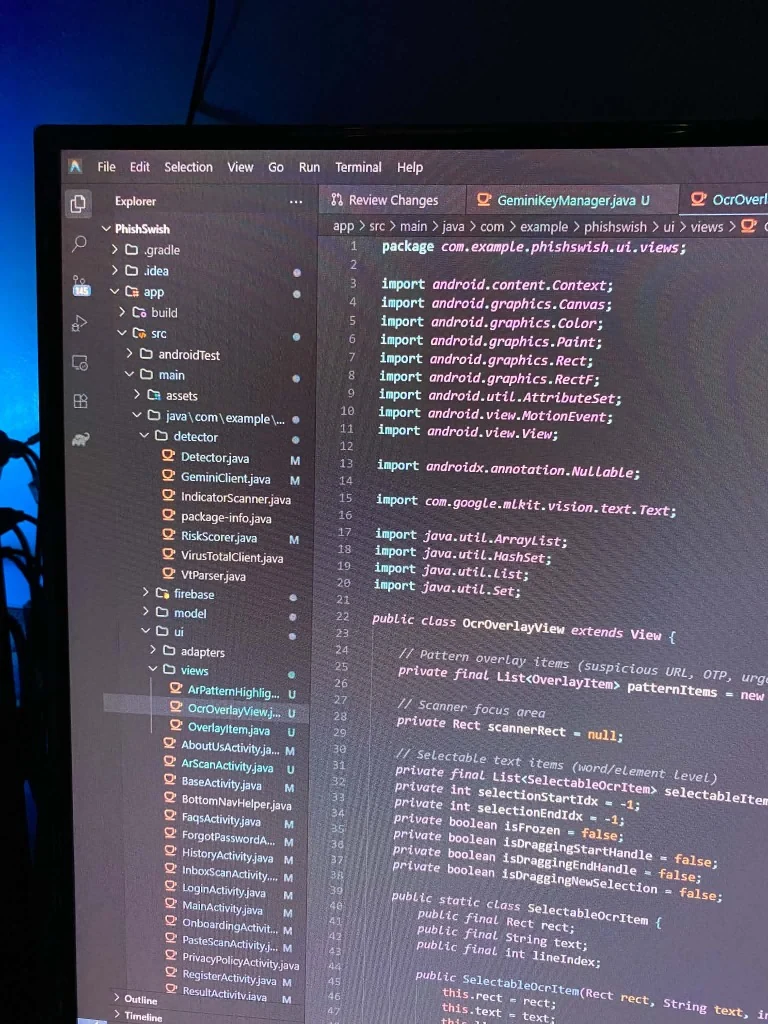 File Edit Selection View Go Run Terminal Help
Explorer ...
Review Changes
GeminiKeyManager.java U
OcrOverl
PhishSwish
.gradle
.idea
app
build
src
androidTest
main
assets
java\com\example\...
detector
Detector.java M
GeminiClient.java M
IndicatorScanner.java
package-info.java
RiskScorer.java M
VirusTotalClient.java
VtParser.java
firebase
model
ui
adapters
views
ArPatternHighlig... U
OcrOverlayView.j... U
OverlayItem.java U
AboutUsActivity.ja... M
ArScanActivity.java U
BaseActivity.java M
BottomNavHelper.java
FaqsActivity.java M
ForgotPasswordA... M
HistoryActivity.java M
InboxScanActivity.... M
LoginActivity.java M
MainActivity.java M
OnboardingActivit... M
PasteScanActivity.j... M
PrivacyPolicyActivity.java
RegisterActivity.java M
ResultActivity.java M
Outline
Timeline
145
app > src > main > java > com > example > phishswish > ui > views >
1 package com.example.phishswish.ui.views;
2
3 import android.content.Context;
4 import android.graphics.Canvas;
5 import android.graphics.Color;
6 import android.graphics.Paint;
7 import android.graphics.Rect;
8 import android.graphics.RectF;
9 import android.util.AttributeSet;
10 import android.view.MotionEvent;
11 import android.view.View;
12
13 import androidx.annotation.Nullable;
14
15 import com.google.mlkit.vision.text.Text;
16
17 import java.util.ArrayList;
18 import java.util.HashSet;
19 import java.util.List;
20 import java.util.Set;
21
22 public class OcrOverlayView extends View {
23
24 // Pattern overlay items (suspicious URL, OTP, urge
25 private final List<OverlayItem> patternItems = new
26
27 // Scanner focus area
28 private Rect scannerRect = null;
29
30 // Selectable text items (word/element level)
31 private final List<SelectableOcrItem> selectableItem
32 private int selectionStartIdx = -1;
33 private int selectionEndIdx = -1;
34 private boolean isFrozen = false;
35 private boolean isDraggingStartHandle = false;
36 private boolean isDraggingEndHandle = false;
37 private boolean isDraggingNewSelection = false;
38
39
40 public static class SelectableOcrItem {
41 public final Rect rect;
42 public final String text;
43 public final int lineIndex;
44
45 public SelectableOcrItem(Rect rect, String text, in
46 this.rect = rect;
47 this.text = text;